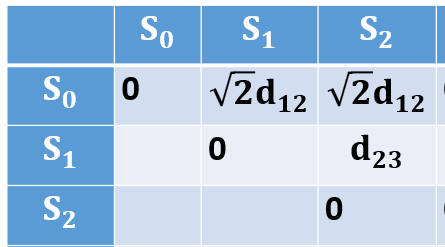 S₀ S₁ S₂
S₀ 0 √2d₁₂ √2d₁₂
S₁ 0 d₂₃
S₂ 0